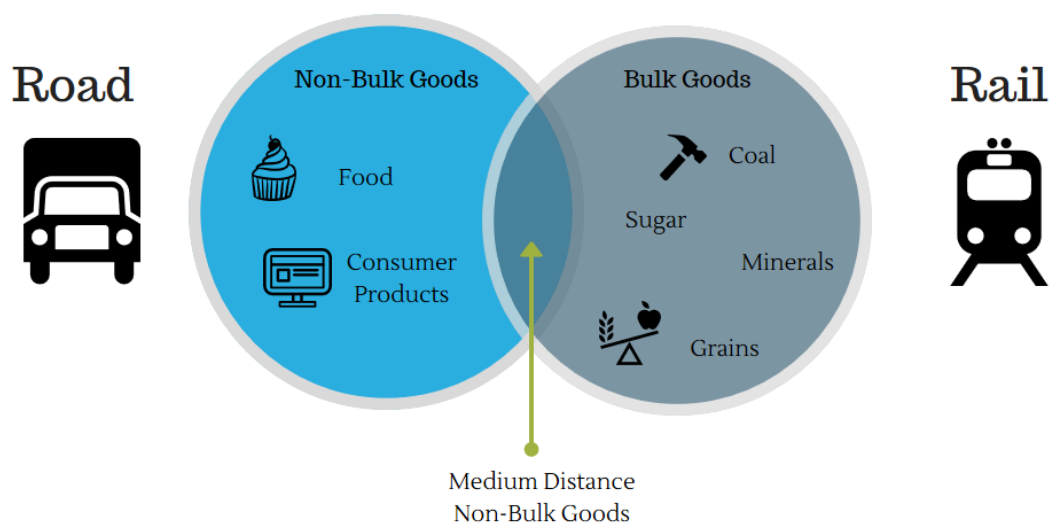 Road
Non-Bulk Goods
Food
Consumer
Products
Bulk Goods
Coal
Sugar
Minerals
Grains
Rail
Medium Distance
Non-Bulk Goods